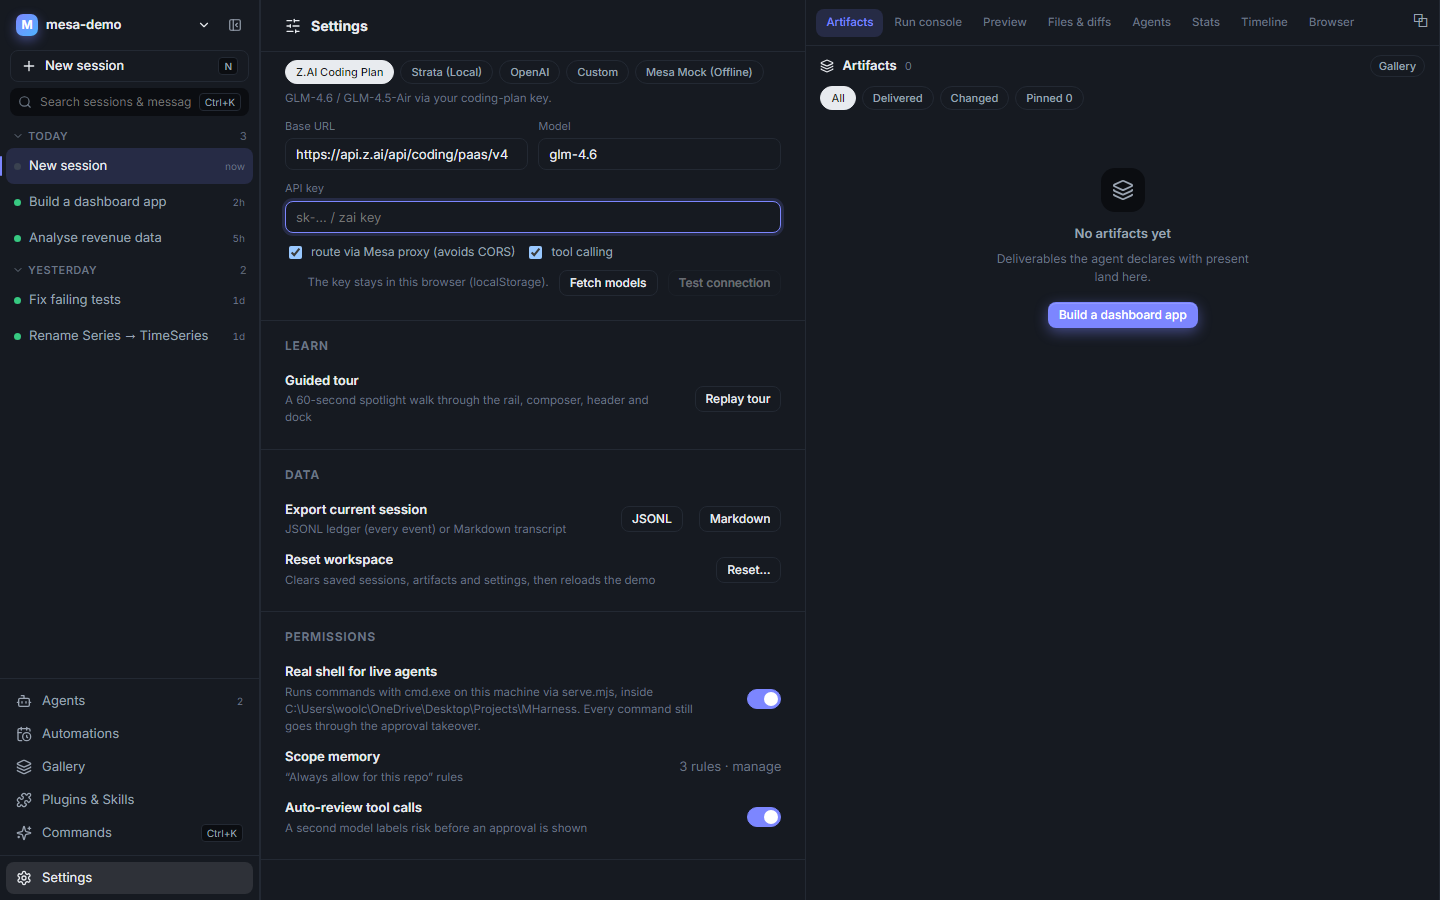 M mesa-demo
New session N
Search sessions & messag Ctrl+K
TODAY 3
New session now
Build a dashboard app 2h
Analyse revenue data 5h
YESTERDAY 2
Fix failing tests 1d
Rename Series → TimeSeries 1d
Agents 2
Automations
Gallery
Plugins & Skills
Commands Ctrl+K
Settings
Settings
Z.AI Coding Plan Strata (Local) OpenAI Custom Mesa Mock (Offline)
GLM-4.6 / GLM-4.5-Air via your coding-plan key.
Base URL Model
https://api.z.ai/api/coding/paas/v4 glm-4.6
API key
sk-... / zai key
route via Mesa proxy (avoids CORS) tool calling
The key stays in this browser (localStorage). Fetch models Test connection
LEARN
Guided tour
A 60-second spotlight walk through the rail, composer, header and
dock
Replay tour
DATA
Export current session
JSONL ledger (every event) or Markdown transcript
JSONL Markdown
Reset workspace
Clears saved sessions, artifacts and settings, then reloads the demo
Reset...
PERMISSIONS
Real shell for live agents
Runs commands with cmd.exe on this machine via serve.mjs, inside
C:\Users\woolc\OneDrive\Desktop\Projects\MHarness. Every command still
goes through the approval takeover.
Scope memory
“Always allow for this repo” rules
3 rules · manage
Auto-review tool calls
A second model labels risk before an approval is shown
Artifacts Run console Preview Files & diffs Agents Stats Timeline Browser
Artifacts 0 Gallery
All Delivered Changed Pinned 0
No artifacts yet
Deliverables the agent declares with present
land here.
Build a dashboard app